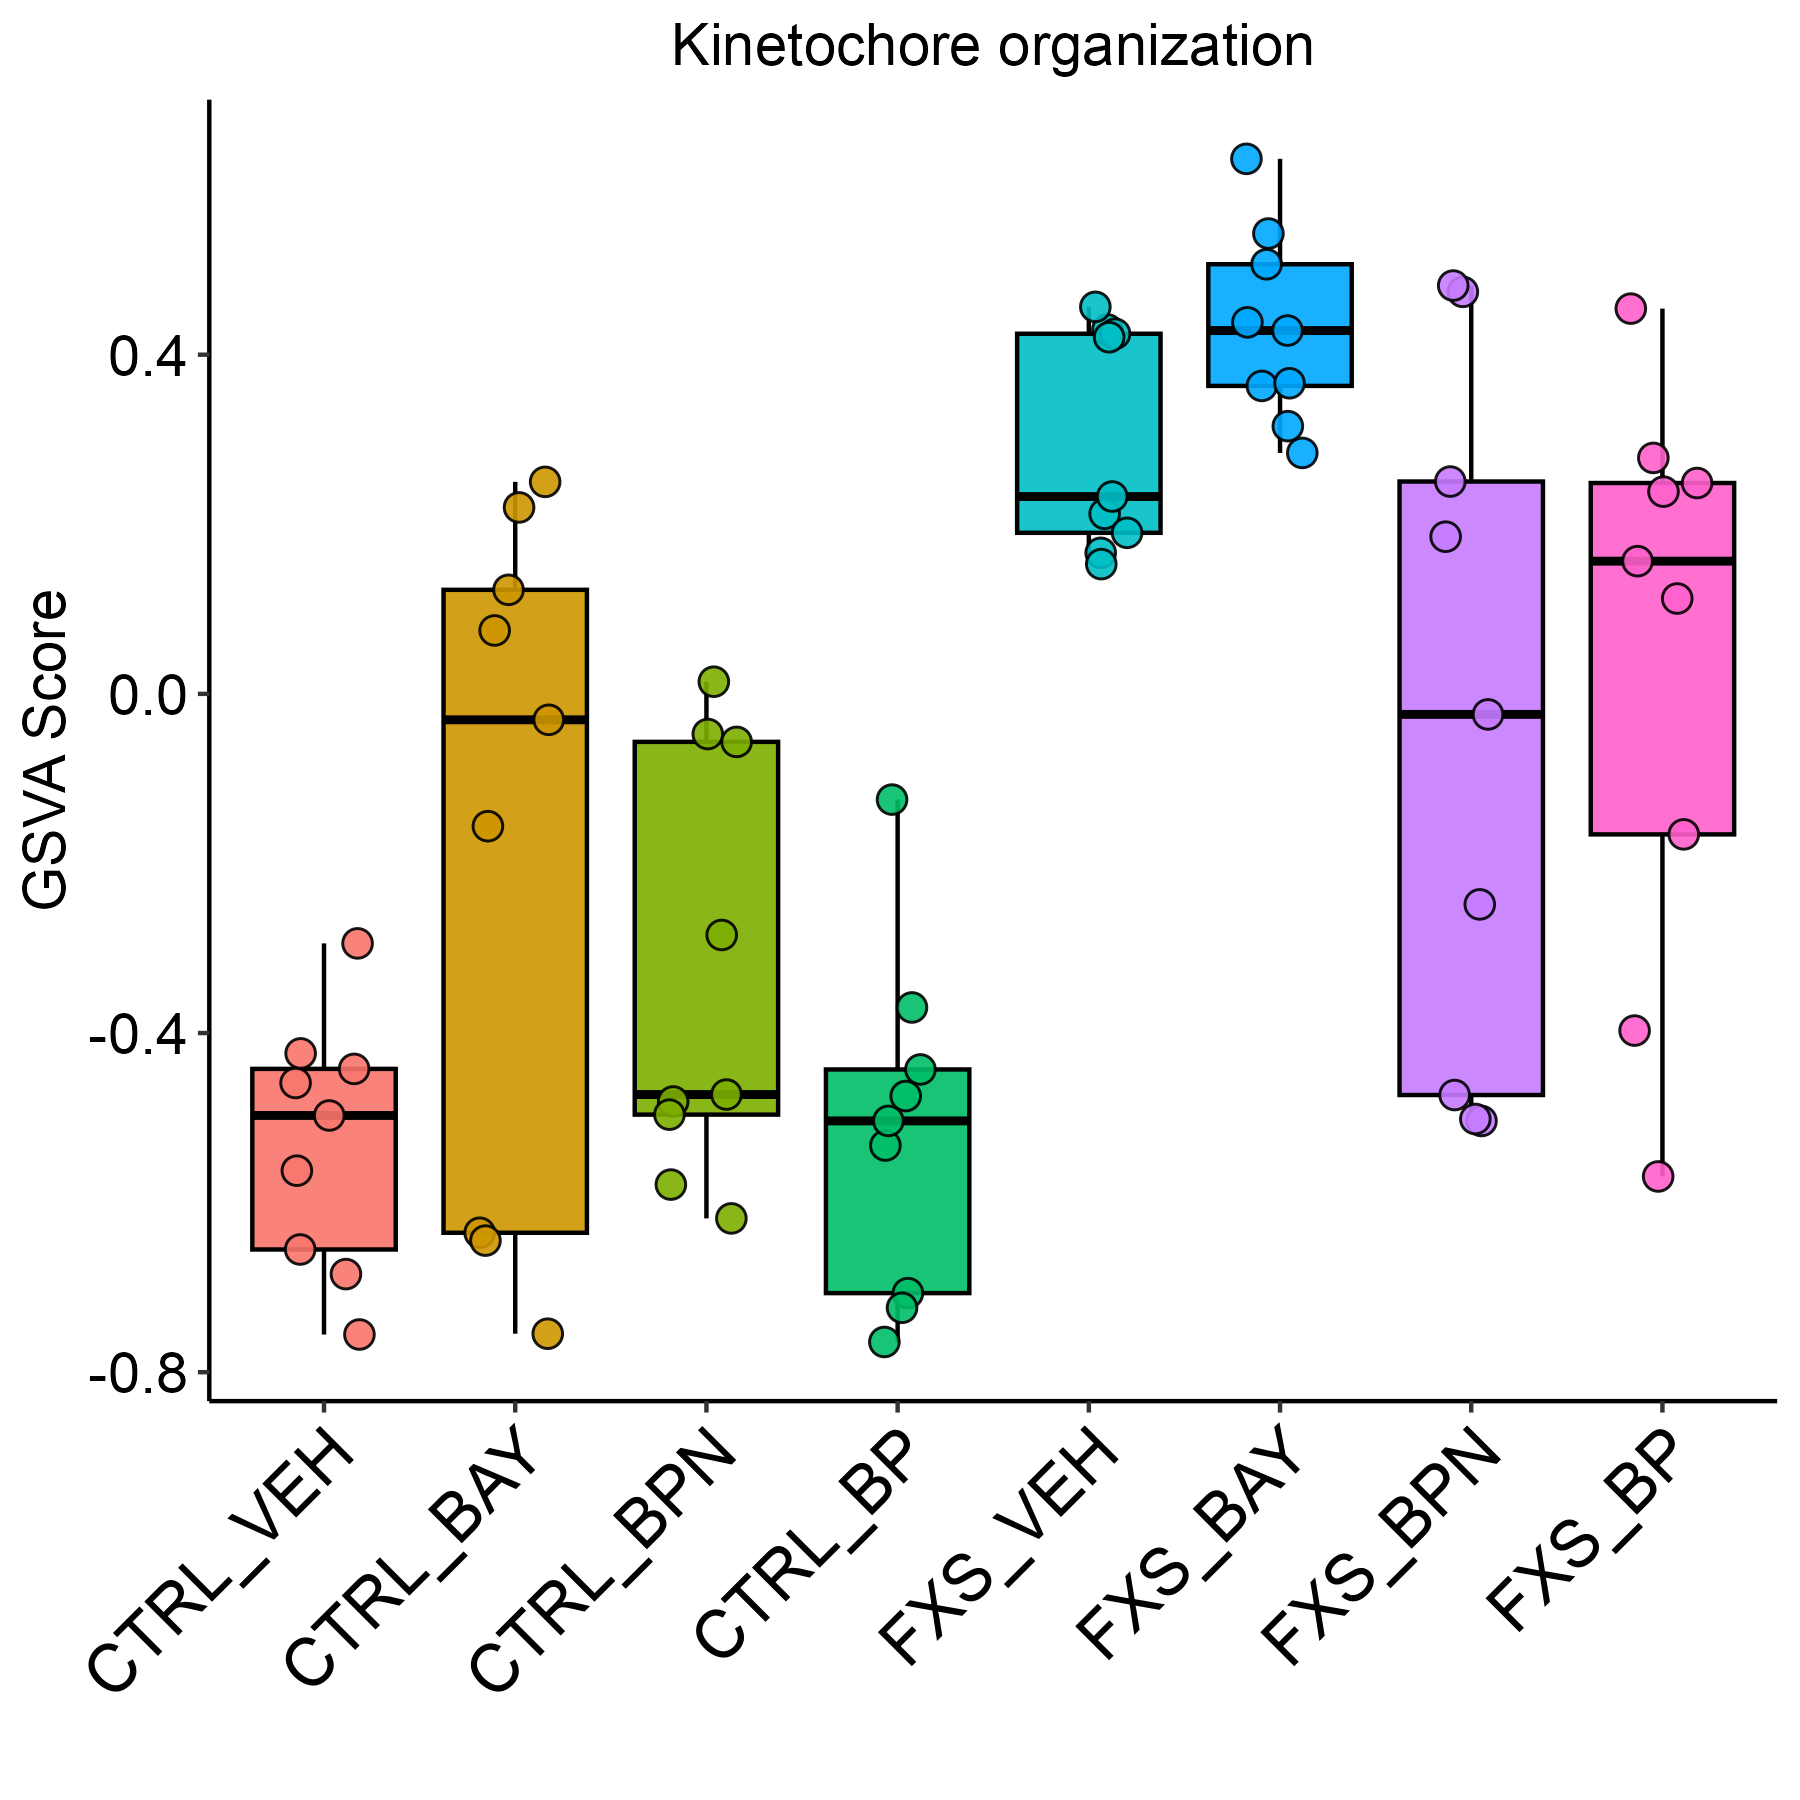 Kinetochore organization
GSVA Score
0.4
0.0
-0.4
-0.8
CTRL_VEH
CTRL_BAY
CTRL_BPN
CTRL_BP
FXS_VEH
FXS_BAY
FXS_BPN
FXS_BP